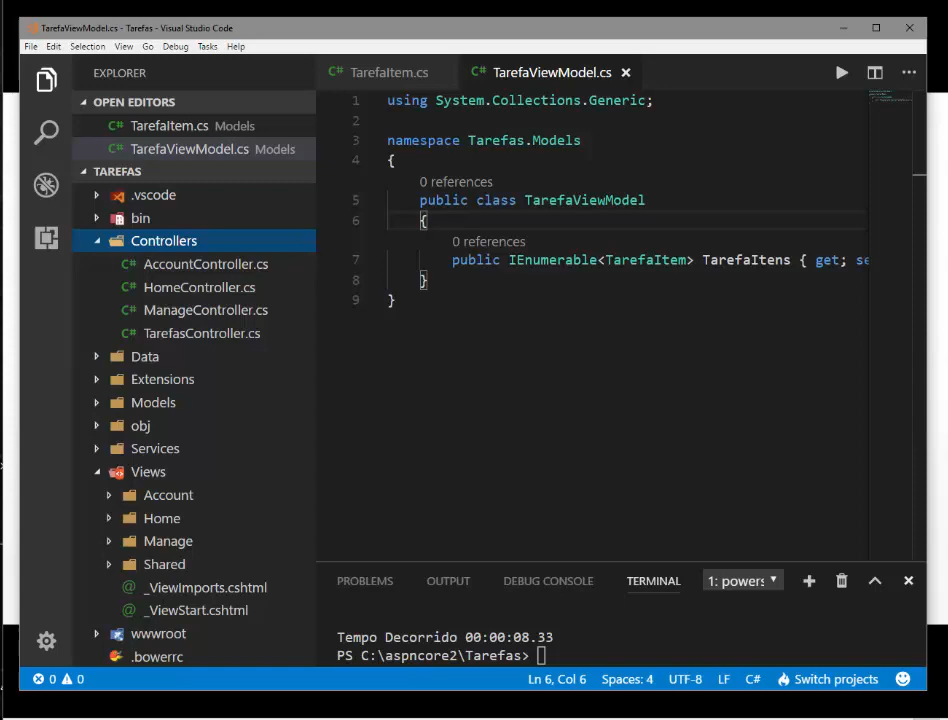 TarefaViewModel.cs - Tarefas - Visual Studio Code
File Edit Selection View Go Debug Tasks Help
EXPLORER
OPEN EDITORS
C# TarefaItem.cs Models
C# TarefaViewModel.cs Models
TAREFAS
.vscode
bin
Controllers
C# AccountController.cs
C# HomeController.cs
C# ManageController.cs
C# TarefasController.cs
Data
Extensions
Models
obj
Services
Views
Account
Home
Manage
Shared
@ _ViewImports.cshtml
@ _ViewStart.cshtml
wwwroot
.bowerrc
C# TarefaItem.cs
C# TarefaViewModel.cs
1 using System.Collections.Generic;
2
3 namespace Tarefas.Models
4 {
0 references
5 public class TarefaViewModel
6 {
0 references
7 public IEnumerable<TarefaItem> TarefaItens { get; se
8 }
9 }
PROBLEMS OUTPUT DEBUG CONSOLE TERMINAL 1: powers
Tempo Decorrido 00:00:08.33
PS C:\aspncore2\Tarefas>
0 0 Ln 6, Col 6 Spaces: 4 UTF-8 LF C# Switch projects